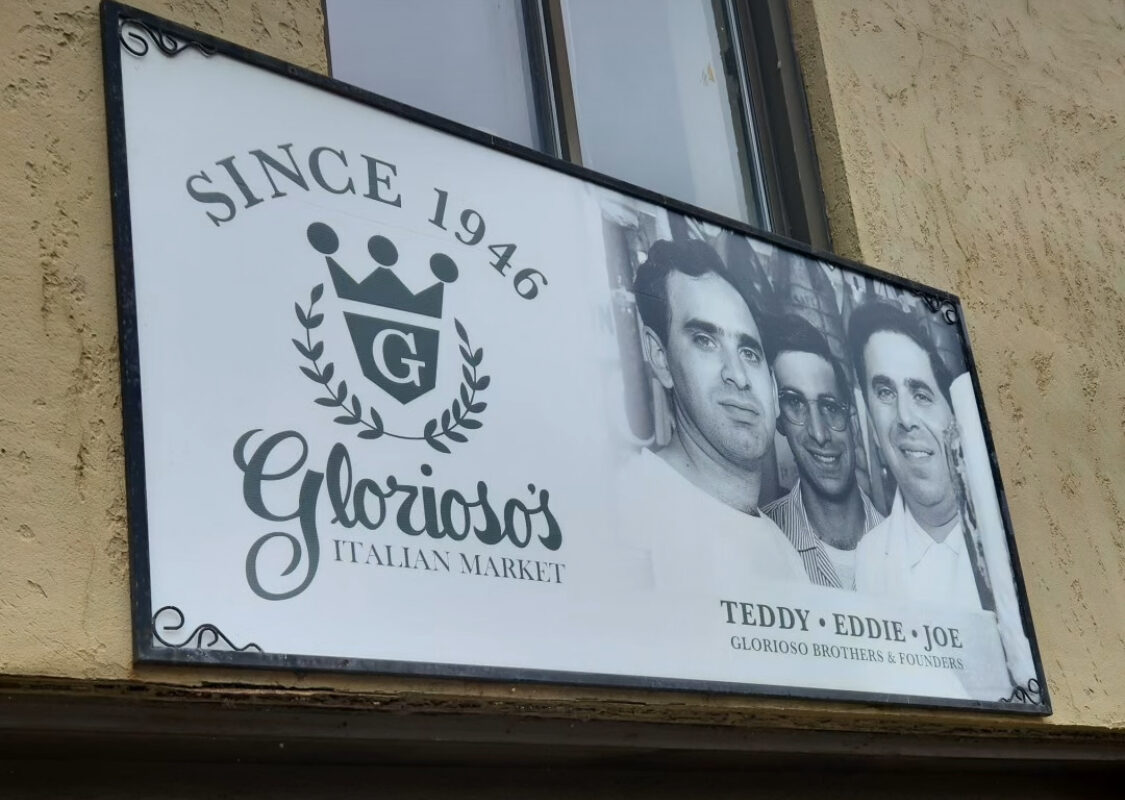 SINCE 1946
G
Glorioso's
ITALIAN MARKET
TEDDY • EDDIE • JOE
GLORIOSO BROTHERS & FOUNDERS